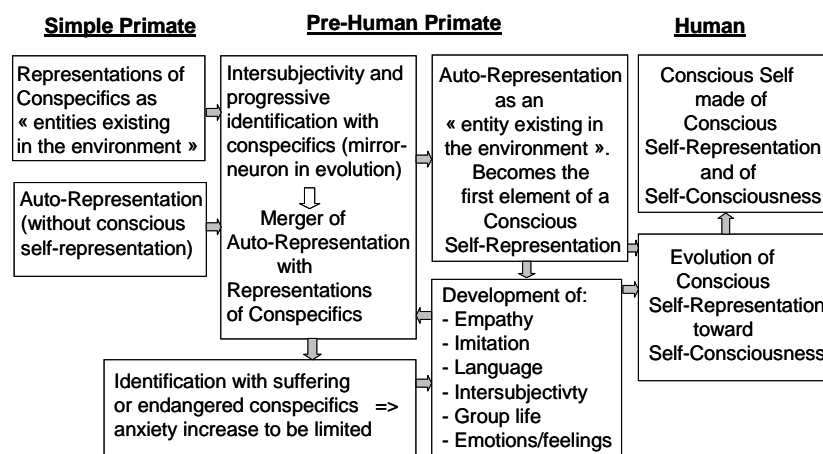 Simple Primate
Pre-Human Primate
Human
Representations of
Conspecifics as
« entities existing
in the environment »
Auto-Representation
(without conscious
self-representation)
Intersubjectivity and
progressive
identification with
conspecifics (mirror-
neuron in evolution)
Merger of
Auto-Representation
with
Representations
of Conspecifics
Identification with suffering
or endangered conspecifics =>
anxiety increase to be limited
Auto-Representation
as an
« entity existing in
the environment ».
Becomes the
first element of a
Conscious
Self-Representation
Development of:
- Empathy
- Imitation
- Language
- Intersubjectivty
- Group life
- Emotions/feelings
Conscious Self
made of
Conscious
Self-Representation
and of
Self-Consciousness
Evolution of
Conscious
Self-Representation
toward
Self-Consciousness